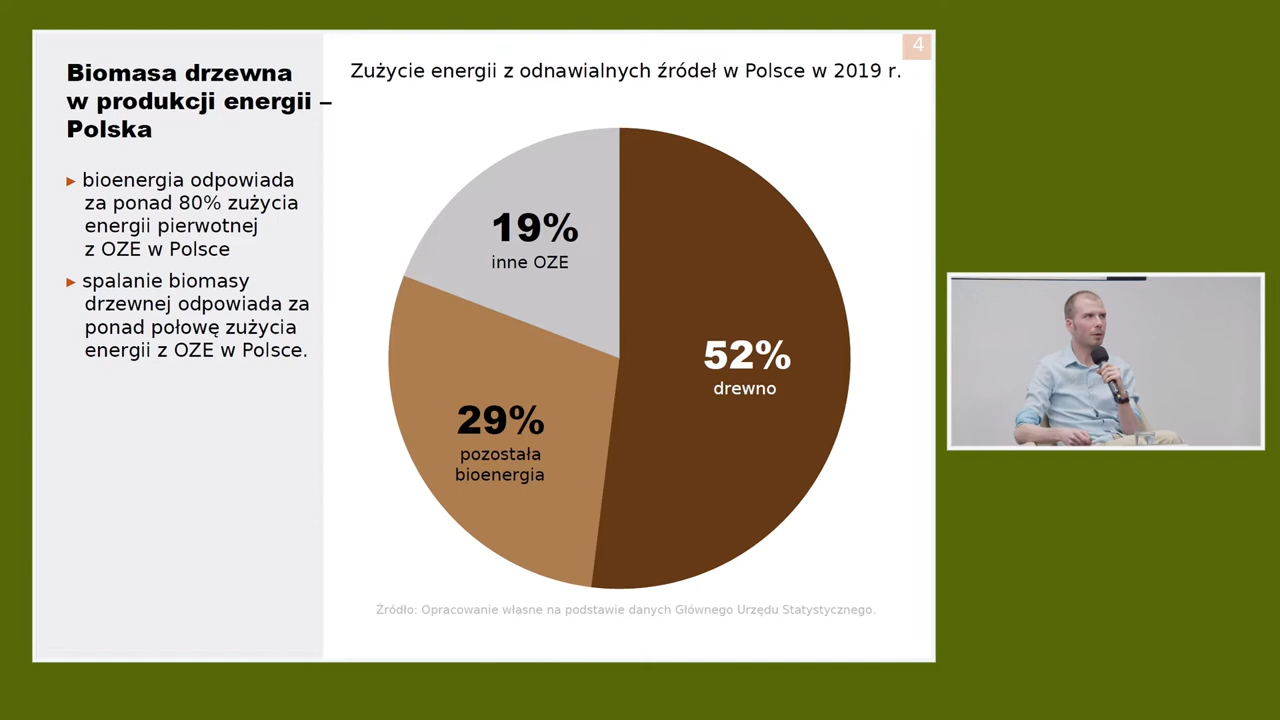 Biomasa drzewna
w produkcji energii –
Polska
▸ bioenergia odpowiada
za ponad 80% zużycia
energii pierwotnej
z OZE w Polsce
▸ spalanie biomasy
drzewnej odpowiada za
ponad połowę zużycia
energii z OZE w Polsce.
4
Zużycie energii z odnawialnych źródeł w Polsce w 2019 r.
19%
inne OZE
52%
drewno
29%
pozostała
bioenergia
Źródło: Opracowanie własne na podstawie danych Głównego Urzędu Statystycznego.